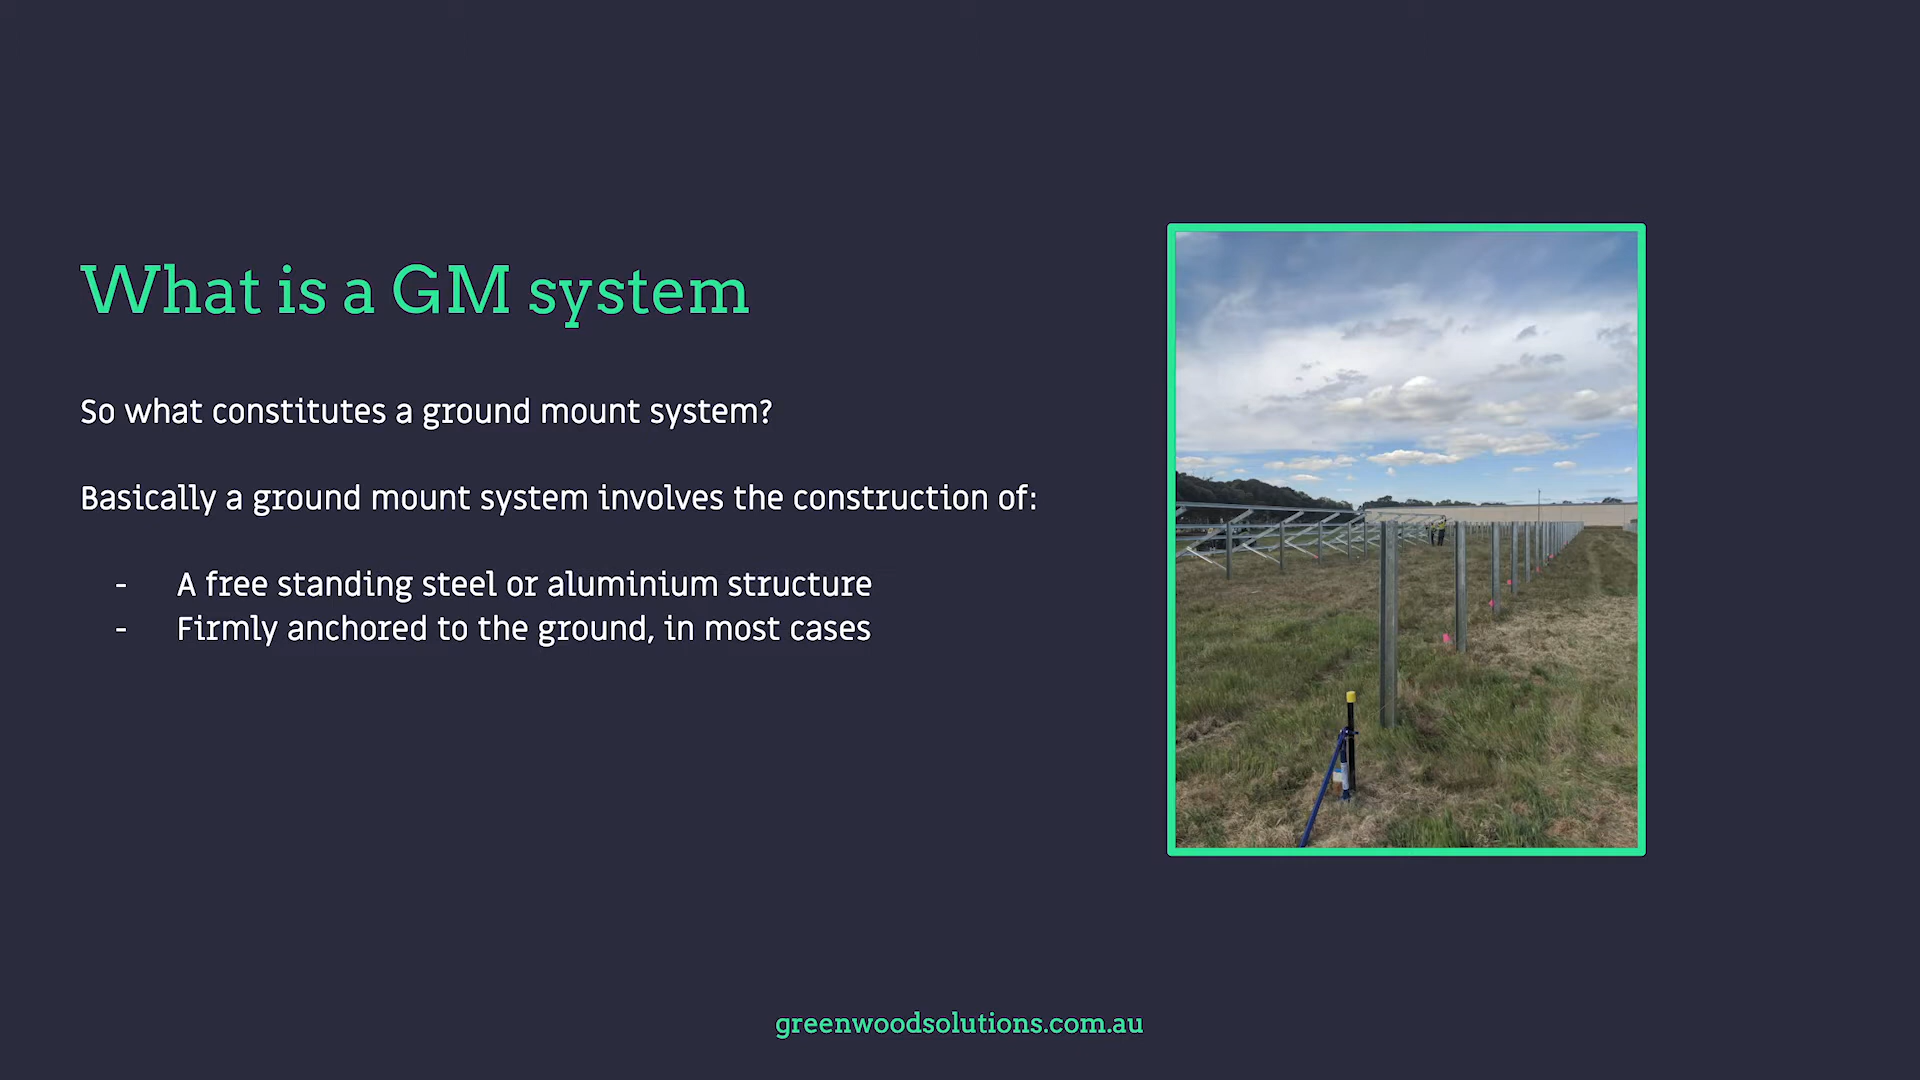 What is a GM system
So what constitutes a ground mount system?
Basically a ground mount system involves the construction of:
- A free standing steel or aluminium structure
- Firmly anchored to the ground, in most cases
greenwoodsolutions.com.au